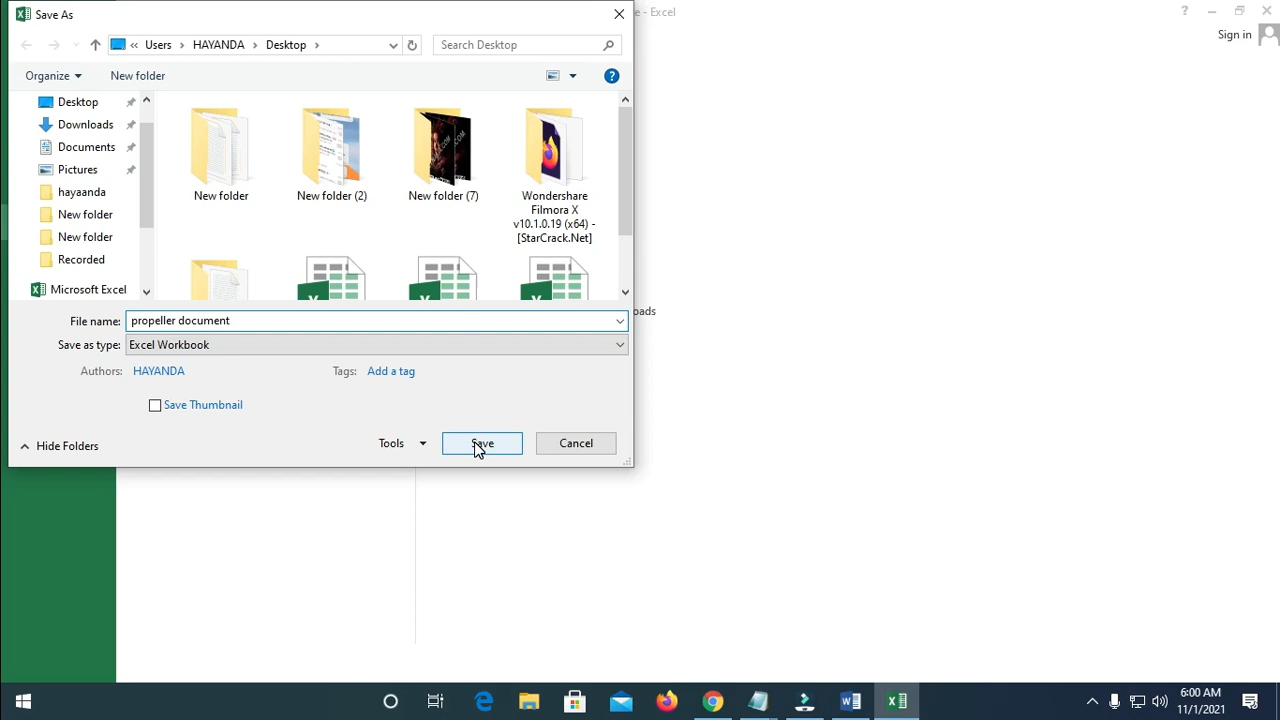 Save As
e - Excel
Sign in
Users HAYANDA Desktop
Search Desktop
Organize New folder
Desktop
Downloads
Documents
Pictures
hayaanda
New folder
New folder
Recorded
Microsoft Excel
New folder
New folder (2)
New folder (7)
Wondershare
Filmora X
v10.1.0.19 (x64) -
[StarCrack.Net]
oads
File name: propeller document
Save as type: Excel Workbook
Authors: HAYANDA Tags: Add a tag
Save Thumbnail
Hide Folders
Tools Save Cancel
6:00 AM
11/1/2021